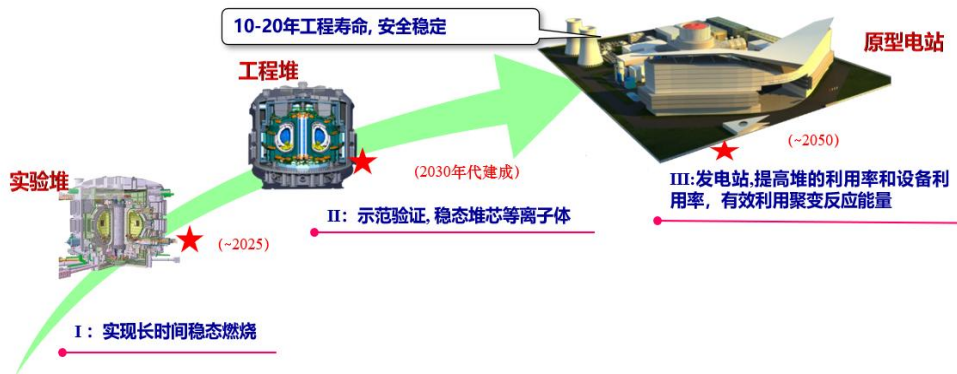 10-20年工程寿命, 安全稳定
原型电站
工程堆
(~2050)
(2030年代建成)
实验堆
III:发电站,提高堆的利用率和设备利
用率，有效利用聚变反应能量
II：示范验证, 稳态堆芯等离子体
(~2025)
I：实现长时间稳态燃烧